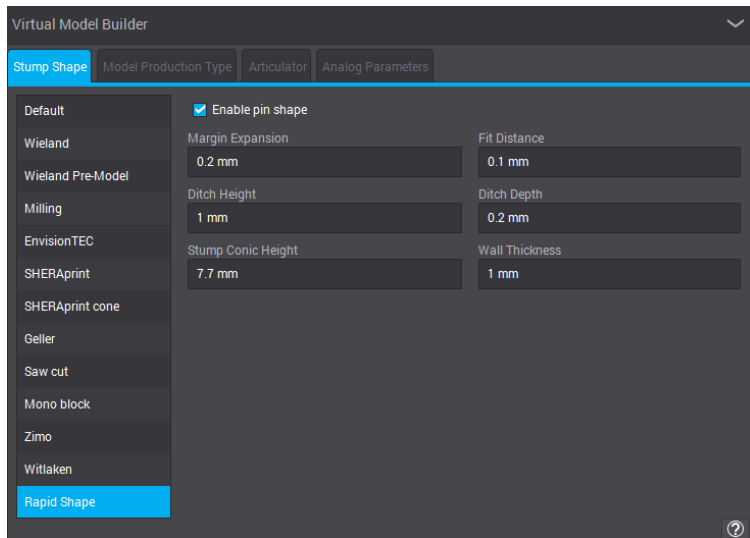 Virtual Model Builder
Stump Shape Model Production Type Articulator Analog Parameters
Default
Wieland
Wieland Pre-Model
Milling
EnvisionTEC
SHERAprint
SHERAprint cone
Geller
Saw cut
Mono block
Zimo
Witlaken
Rapid Shape
Enable pin shape
Margin Expansion Fit Distance
0.2 mm 0.1 mm
Ditch Height Ditch Depth
1 mm 0.2 mm
Stump Conic Height Wall Thickness
7.7 mm 1 mm
?